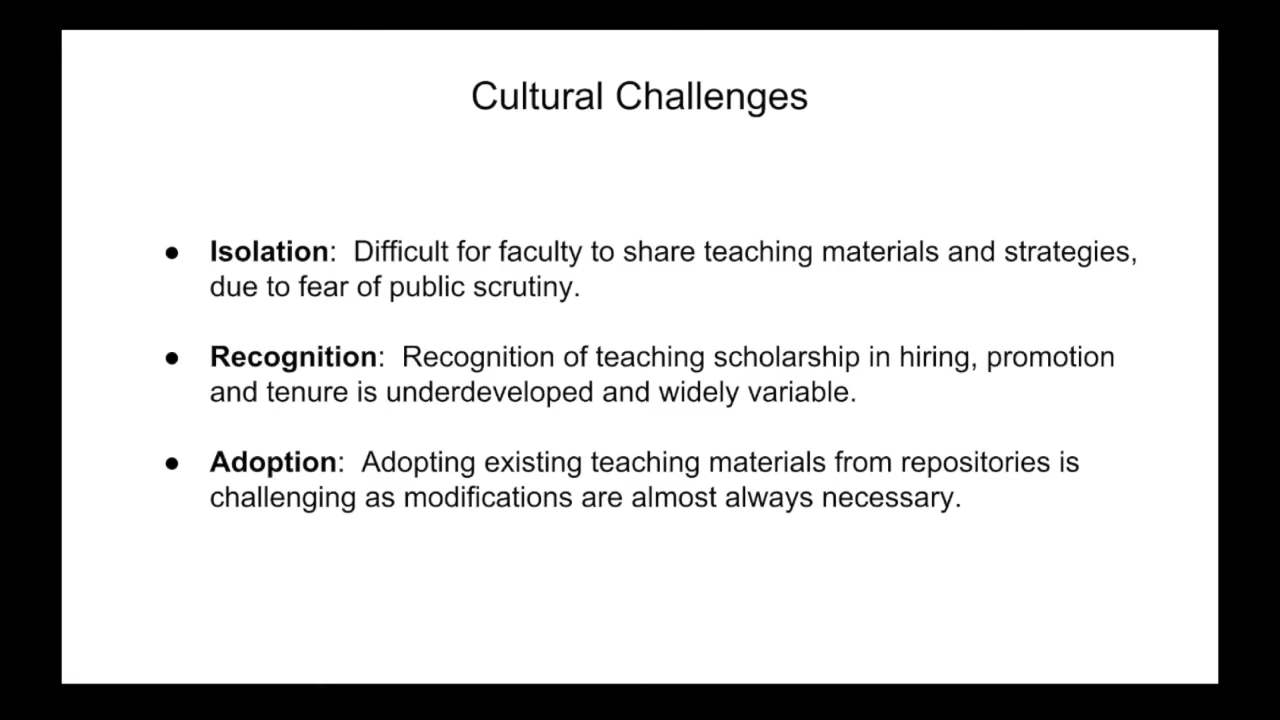 Cultural Challenges
● Isolation: Difficult for faculty to share teaching materials and strategies,
due to fear of public scrutiny.
● Recognition: Recognition of teaching scholarship in hiring, promotion
and tenure is underdeveloped and widely variable.
● Adoption: Adopting existing teaching materials from repositories is
challenging as modifications are almost always necessary.